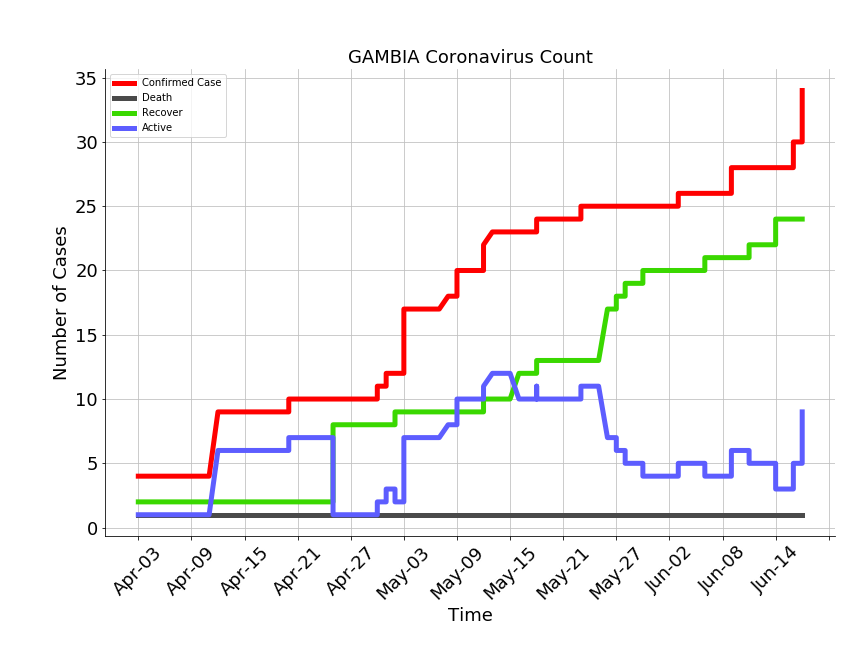 GAMBIA Coronavirus Count
Confirmed Case
Death
Recover
Active
Number of Cases
35
30
25
20
15
10
5
0
Apr-03
Apr-09
Apr-15
Apr-21
Apr-27
May-03
May-09
May-15
May-21
May-27
Jun-02
Jun-08
Jun-14
Time